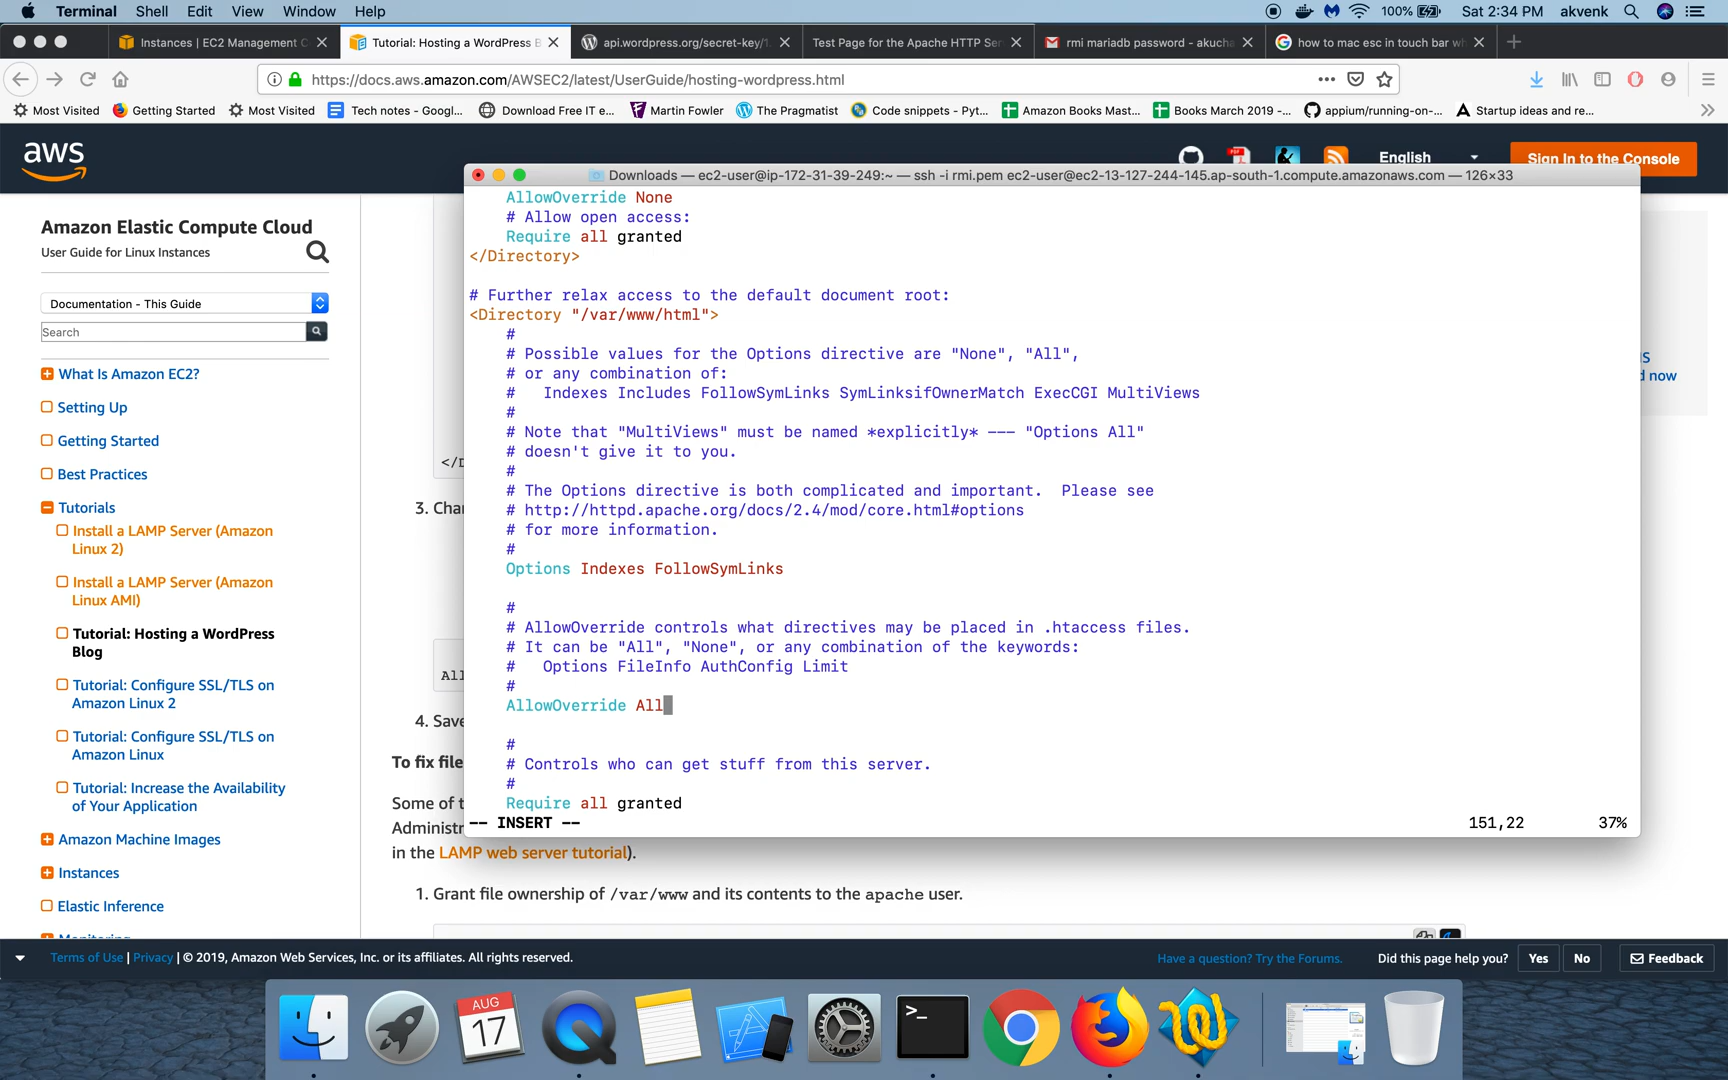 Terminal Shell Edit View Window Help 100% Sat 2:34 PM akvenk
Instances | EC2 Management C
Tutorial: Hosting a WordPress B
api.wordpress.org/secret-key/1.
Test Page for the Apache HTTP Ser
rmi mariadb password - akucha
how to mac esc in touch bar wh
https://docs.aws.amazon.com/AWSEC2/latest/UserGuide/hosting-wordpress.html
Most Visited Getting Started Most Visited Tech notes - Googl... Download Free IT e... Martin Fowler The Pragmatist Code snippets - Pyt... Amazon Books Mast... Books March 2019 -... appium/running-on-... Startup ideas and re...
aws
English
Sign In to the Console
Amazon Elastic Compute Cloud
User Guide for Linux Instances
Documentation - This Guide
Search
What Is Amazon EC2?
Setting Up
Getting Started
Best Practices
Tutorials
Install a LAMP Server (Amazon
Linux 2)
Install a LAMP Server (Amazon
Linux AMI)
Tutorial: Hosting a WordPress
Blog
Tutorial: Configure SSL/TLS on
Amazon Linux 2
Tutorial: Configure SSL/TLS on
Amazon Linux
Tutorial: Increase the Availability
of Your Application
Amazon Machine Images
Instances
Elastic Inference
Downloads — ec2-user@ip-172-31-39-249:~ — ssh -i rmi.pem ec2-user@ec2-13-127-244-145.ap-south-1.compute.amazonaws.com — 126×33
AllowOverride None
# Allow open access:
Require all granted
</Directory>
# Further relax access to the default document root:
<Directory "/var/www/html">
#
# Possible values for the Options directive are "None", "All",
# or any combination of:
#   Indexes Includes FollowSymLinks SymLinksifOwnerMatch ExecCGI MultiViews
#
# Note that "MultiViews" must be named *explicitly* --- "Options All"
# doesn't give it to you.
#
# The Options directive is both complicated and important.  Please see
# http://httpd.apache.org/docs/2.4/mod/core.html#options
# for more information.
#
Options Indexes FollowSymLinks
#
# AllowOverride controls what directives may be placed in .htaccess files.
# It can be "All", "None", or any combination of the keywords:
#   Options FileInfo AuthConfig Limit
#
AllowOverride All
#
# Controls who can get stuff from this server.
#
Require all granted
-- INSERT -- 151,22 37%
</D
3. Char
All
4. Save
To fix file
Some of t
Administr
in the LAMP web server tutorial).
1. Grant file ownership of /var/www and its contents to the apache user.
S
d now
Terms of Use | Privacy | © 2019, Amazon Web Services, Inc. or its affiliates. All rights reserved.
Have a question? Try the Forums. Did this page help you? Yes No Feedback
AUG
17
>_